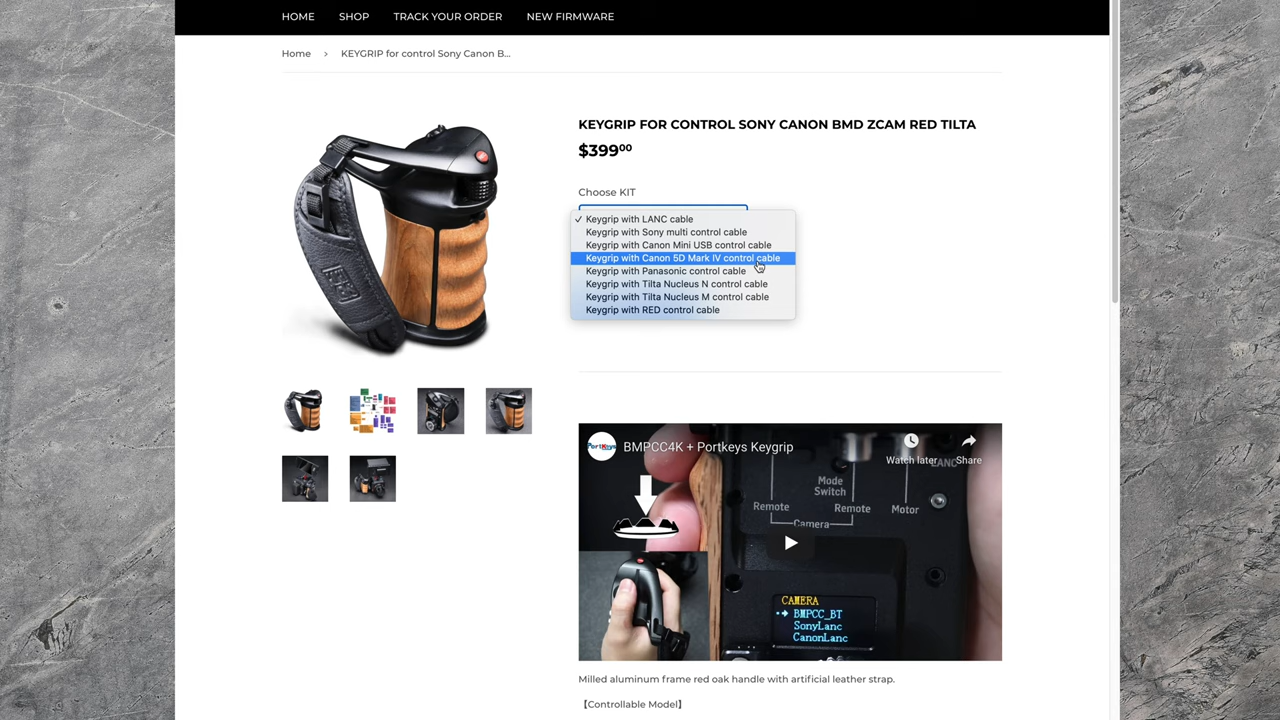 HOME SHOP TRACK YOUR ORDER NEW FIRMWARE
Home › KEYGRIP for control Sony Canon B...
KEYGRIP FOR CONTROL SONY CANON BMD ZCAM RED TILTA
$399⁰⁰
Choose KIT
✓ Keygrip with LANC cable
Keygrip with Sony multi control cable
Keygrip with Canon Mini USB control cable
Keygrip with Canon 5D Mark IV control cable
Keygrip with Panasonic control cable
Keygrip with Tilta Nucleus N control cable
Keygrip with Tilta Nucleus M control cable
Keygrip with RED control cable
PORTKEYS
BMPCC4K + Portkeys Keygrip
Watch later
Share
LANC
Mode
Switch
Remote
Remote
Motor
Camera
CAMERA
BMPCC_BT
SonyLanc
CanonLanc
Milled aluminum frame red oak handle with artificial leather strap.
【Controllable Model】